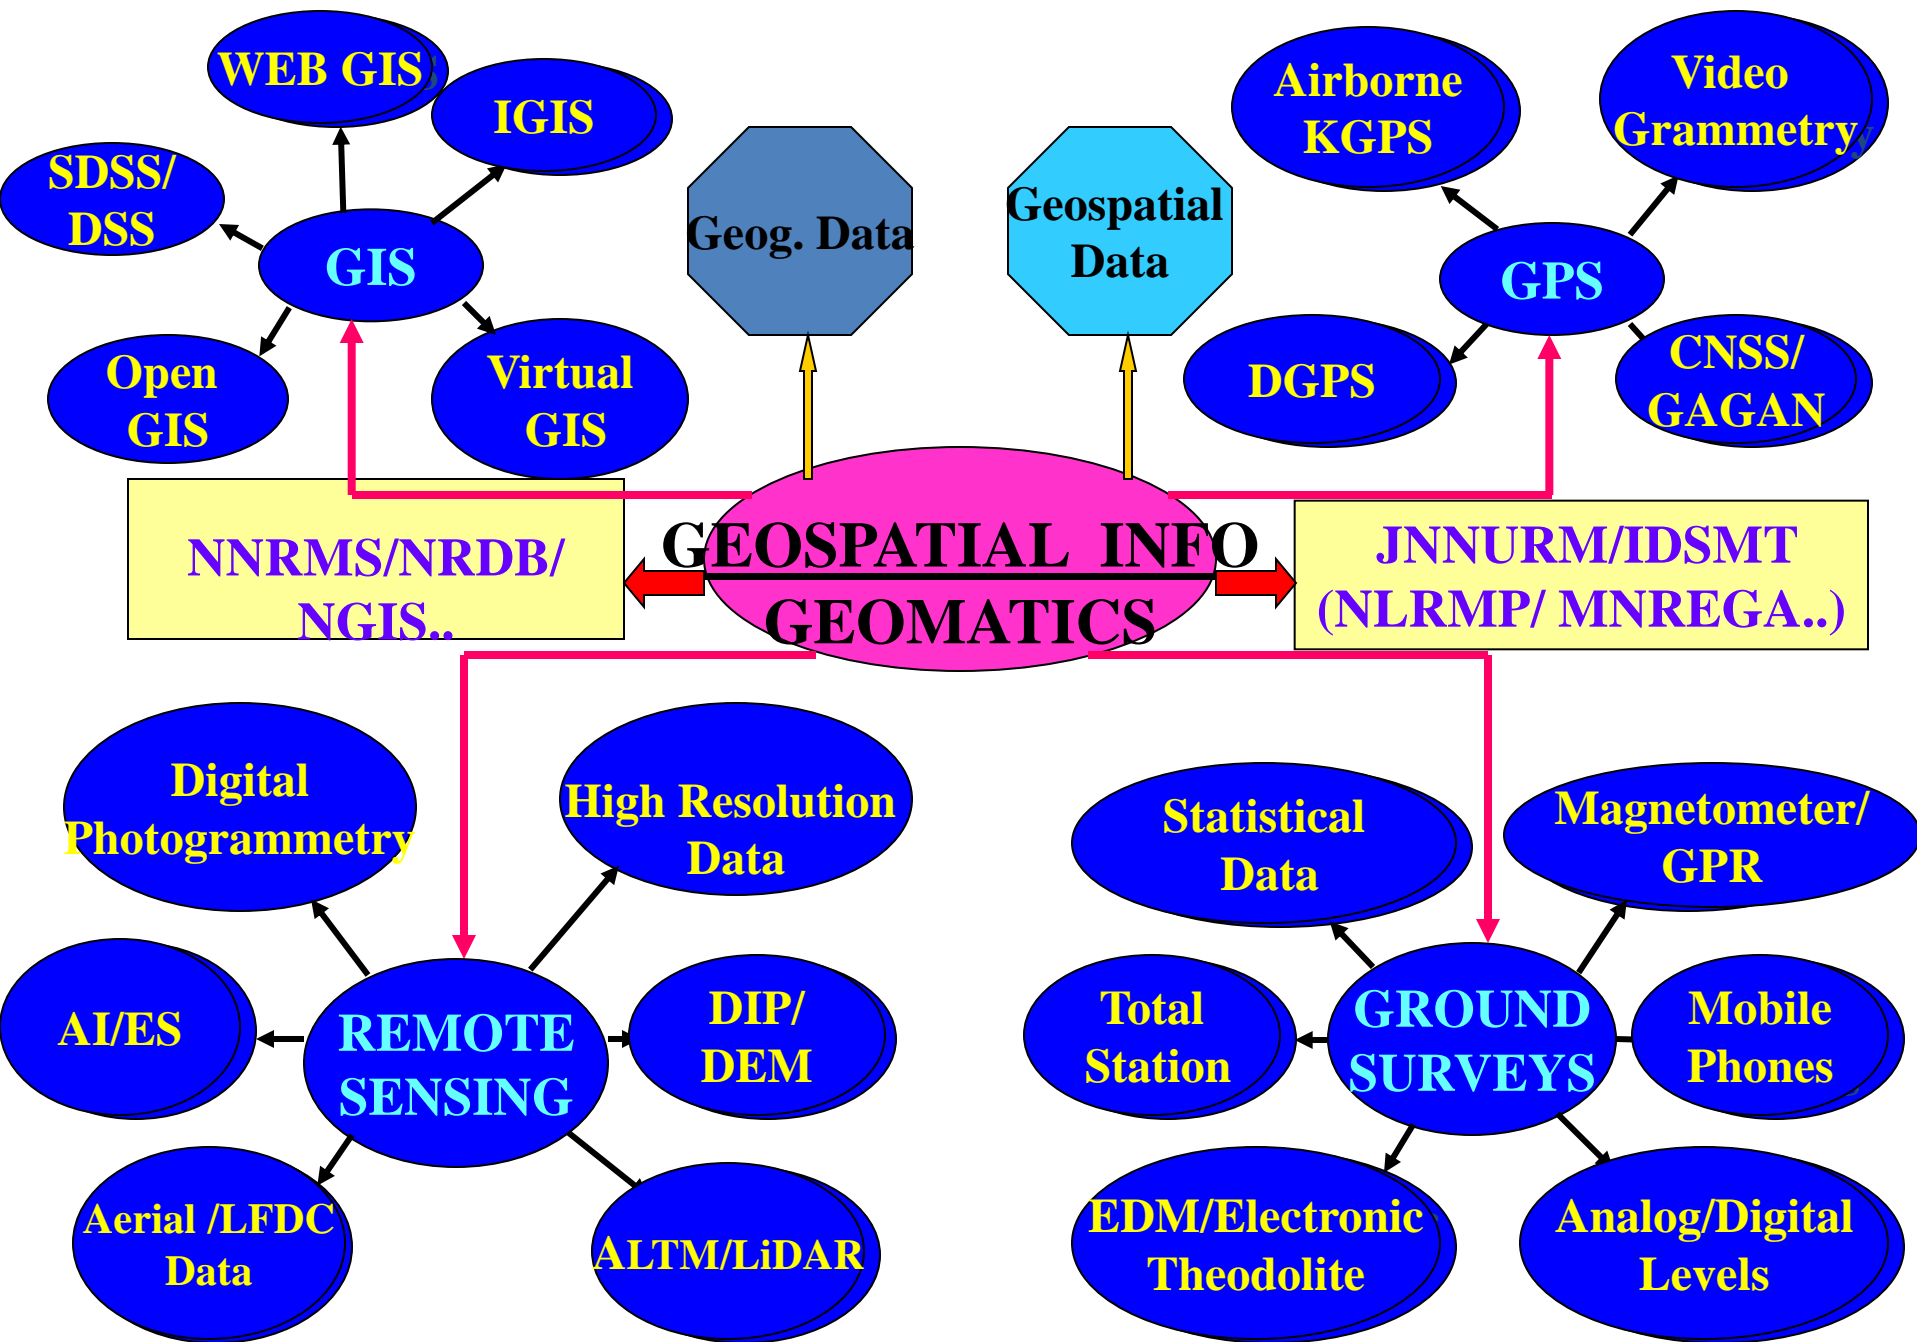 WEB GIS
IGIS
SDSS/
DSS
GIS
Open
GIS
Virtual
GIS
Geog. Data
Geospatial
Data
Airborne
KGPS
Video
Grammetry
GPS
DGPS
CNSS/
GAGAN
NNRMS/NRDB/
NGIS..
GEOSPATIAL INFO
GEOMATICS
JNNURM/IDSMT
(NLRMP/ MNREGA..)
Digital
Photogrammetry
High Resolution
Data
AI/ES
REMOTE
SENSING
DIP/
DEM
Aerial /LFDC
Data
ALTM/LiDAR
Statistical
Data
Magnetometer/
GPR
Total
Station
GROUND
SURVEYS
Mobile
Phones
EDM/Electronic
Theodolite
Analog/Digital
Levels